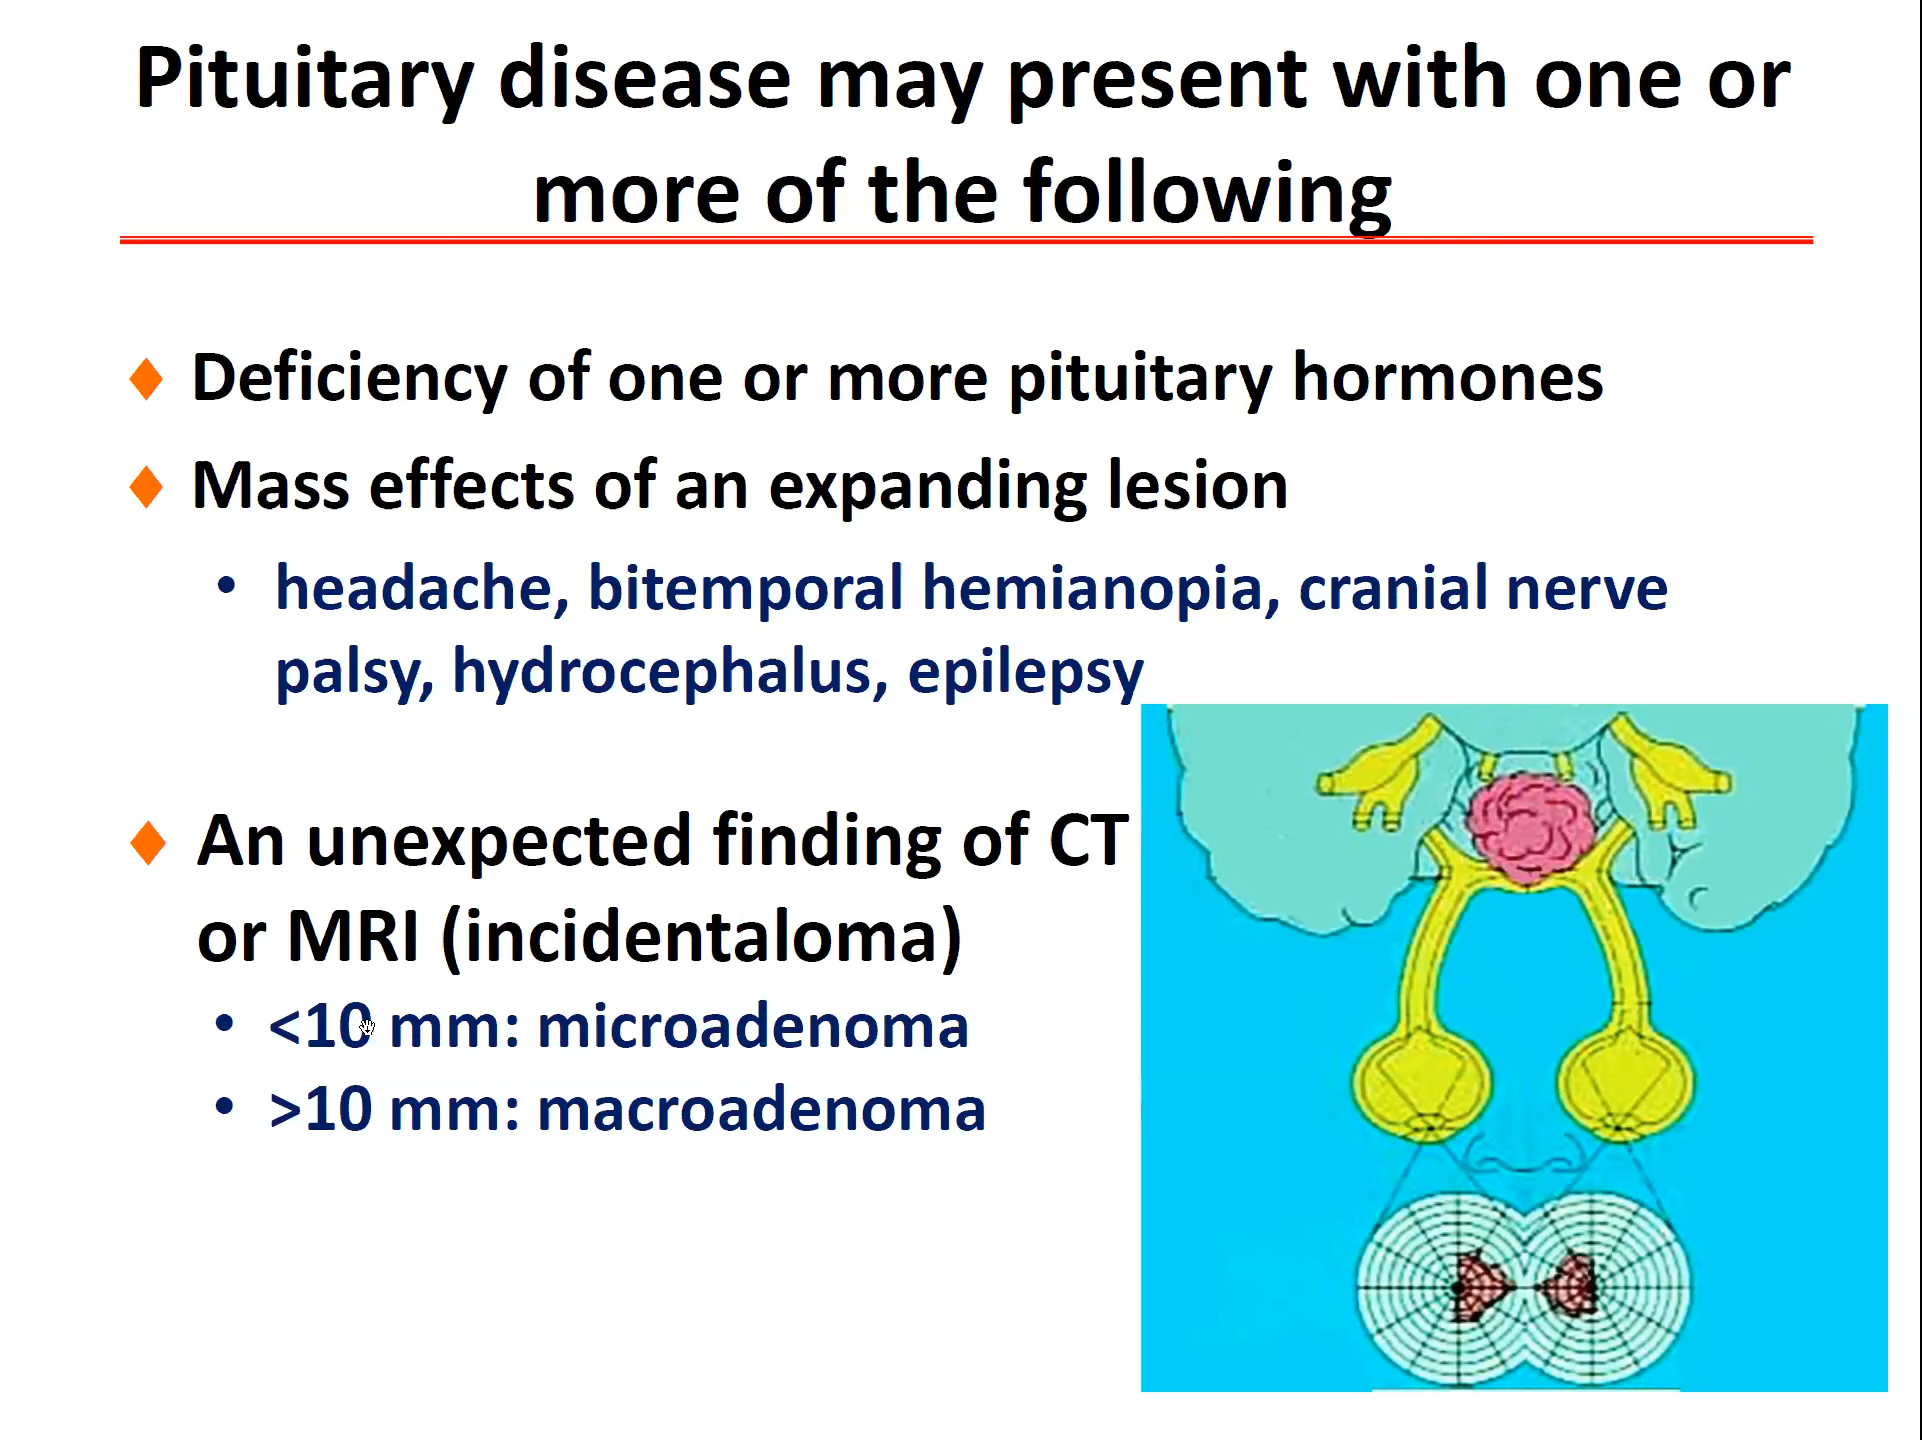 Pituitary disease may present with one or
more of the following
Deficiency of one or more pituitary hormones
Mass effects of an expanding lesion
headache, bitemporal hemianopia, cranial nerve
palsy, hydrocephalus, epilepsy
An unexpected finding of CT
or MRI (incidentaloma)
<10 mm: microadenoma
>10 mm: macroadenoma